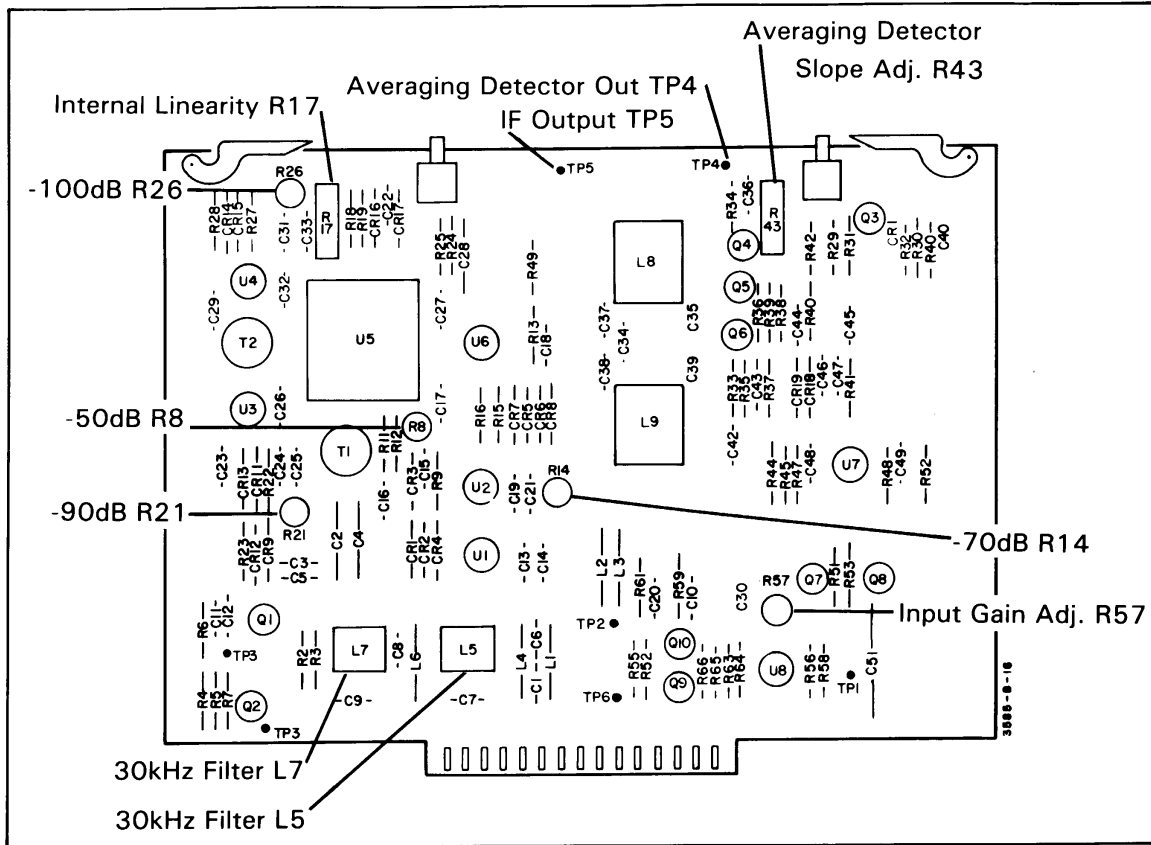 Averaging Detector
Slope Adj. R43
Averaging Detector Out TP4
Internal Linearity R17
IF Output TP5
-100dB R26
-50dB R8
-90dB R21
-70dB R14
Input Gain Adj. R57
30kHz Filter L7
30kHz Filter L5
R26
TP5
TP4
R28
CR14
CR15
R27
C31
C33
R18
R19
CR16
C22
CR17
R25
R24
C28
R49
R34
C36
R
43
Q3
Q4
R42
R29
R31
CR1
R32
R30
R40
C40
U4
C32
C29
T2
U5
C27
U6
R13
C18
L8
C37
C34
C35
C38
C39
Q5
Q6
R36
R39
R38
C44
R40
C45
U3
C26
R8
C17
R16
R15
CR7
CR5
CR6
CR8
L9
R33
R35
C43
R37
CR19
CR18
C46
C47
R41
C42
T1
R11
R12
C23
CR13
CR11
R22
C24
C25
C16
CR3
C15
R9
U2
C19
C21
R14
R44
R45
R47
C48
U7
R48
C49
R52
R21
R23
CR12
CR9
C3
C5
C2
C4
CR1
CR2
CR4
U1
C13
C14
L2
L3
R61
C20
R59
C10
C30
R57
Q7
R51
R53
Q8
R6
C11
C12
Q1
TP3
R2
R3
L7
C8
L6
L5
L4
C6
C1
L1
TP2
R55
R52
Q10
Q9
R66
R65
R63
R64
U8
R56
R58
TP1
C51
R4
R5
R7
Q2
TP3
C9
C7
TP6
3585-B-16